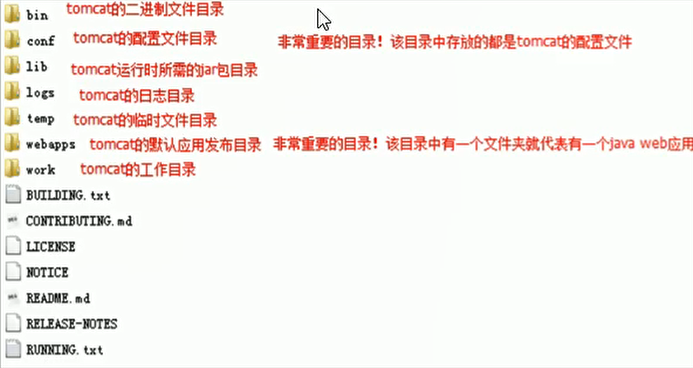 bin tomcat的二进制文件目录
conf tomcat的配置文件目录 非常重要的目录！该目录中存放的都是tomcat的配置文件
lib tomcat运行时所需的jar包目录
logs tomcat的日志目录
temp tomcat的临时文件目录
webapps tomcat的默认应用发布目录 非常重要的目录！该目录中有一个文件夹就代表有一个java web应用
work tomcat的工作目录
BUILDING.txt
CONTRIBUTING.md
LICENSE
NOTICE
README.md
RELEASE-NOTES
RUNNING.txt